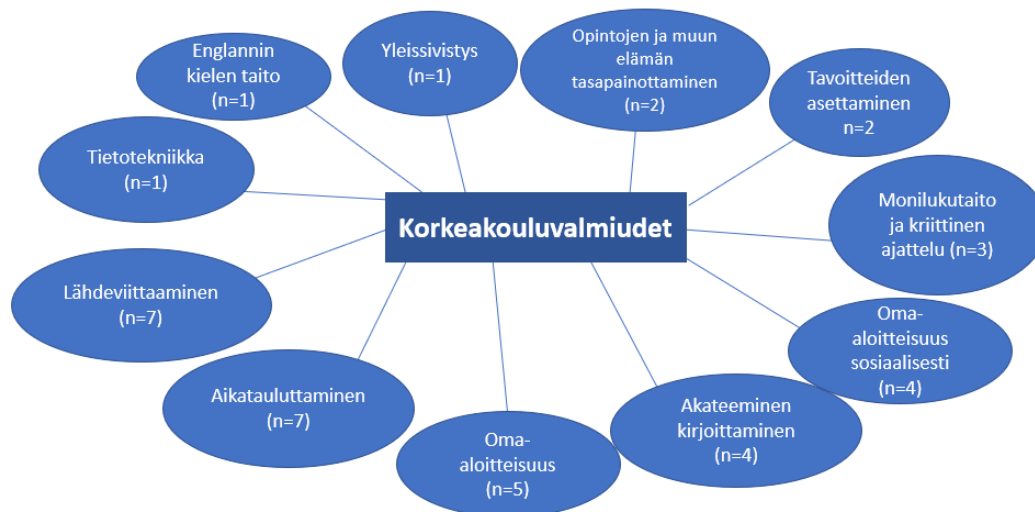 Englannin
kielen taito
(n=1)
Yleissivistys
(n=1)
Opintojen ja muun
elämän
tasapainottaminen
(n=2)
Tavoitteiden
asettaminen
n=2
Tietotekniikka
(n=1)
Monilukutaito
ja kriittinen
ajattelu (n=3)
Korkeakouluvalmiudet
Lähdeviittaaminen
(n=7)
Oma-
aloitteisuus
sosiaalisesti
(n=4)
Aikatauluttaminen
(n=7)
Akateeminen
kirjoittaminen
(n=4)
Oma-
aloitteisuus
(n=5)